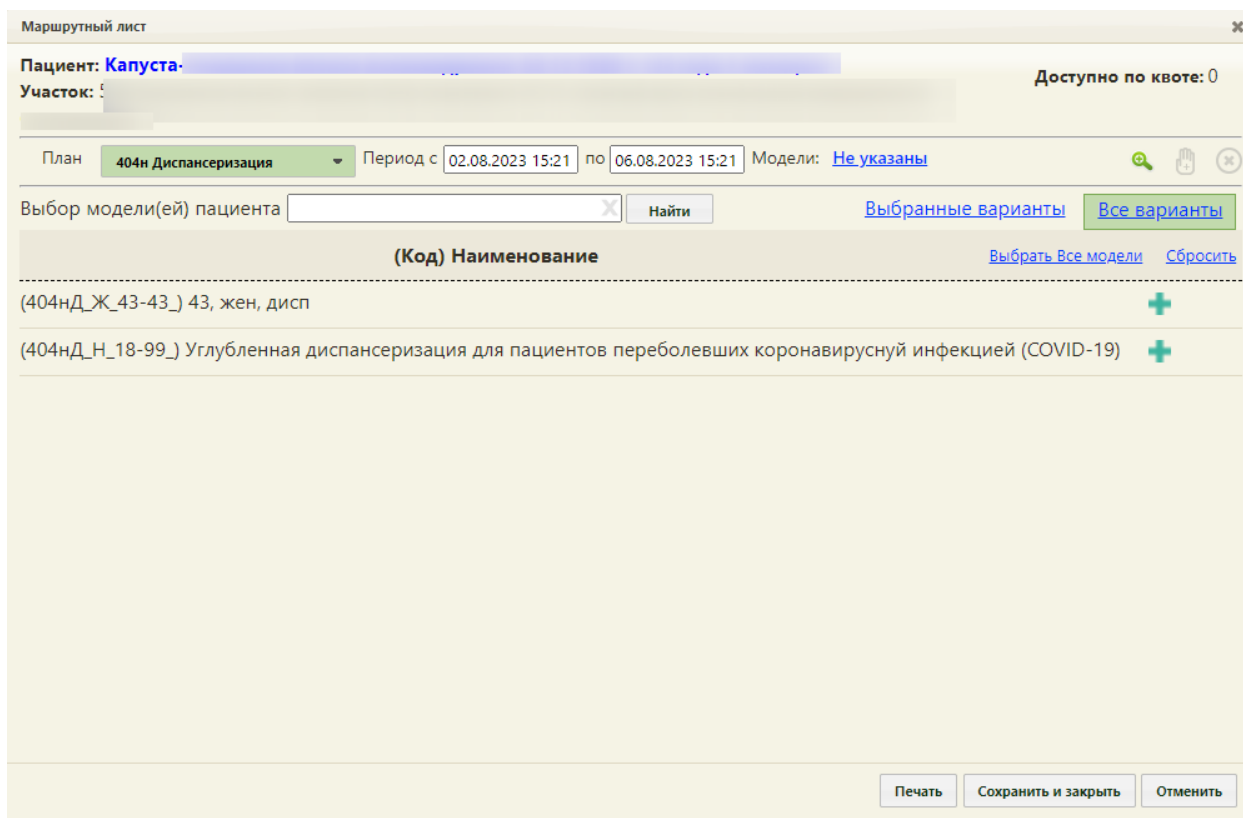 Маршрутный лист
Пациент: Капуста-
Участок:
Доступно по квоте: 0
План 404н Диспансеризация Период с 02.08.2023 15:21 по 06.08.2023 15:21 Модели: Не указаны
Выбор модели(ей) пациента X Найти Выбранные варианты Все варианты
(Код) Наименование Выбрать Все модели Сбросить
(404нД_Ж_43-43_) 43, жен, дисп
(404нД_Н_18-99_) Углубленная диспансеризация для пациентов переболевших коронавируснуй инфекцией (COVID-19)
Печать Сохранить и закрыть Отменить